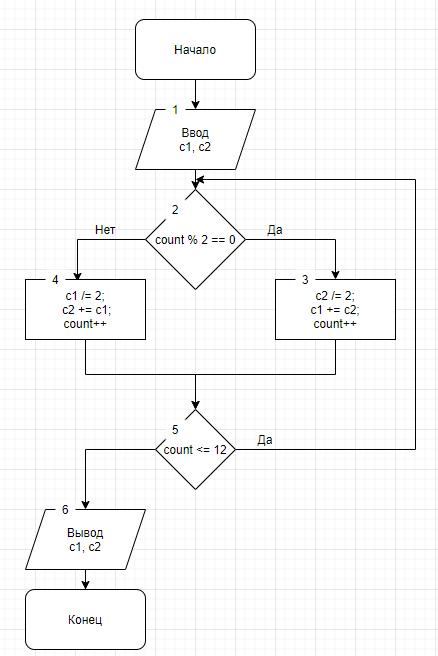 Начало
1
Ввод
c1, c2
2
Нет
count % 2 == 0
Да
4
c1 /= 2;
c2 += c1;
count++
3
c2 /= 2;
c1 += c2;
count++
5
count <= 12
Да
6
Вывод
c1, c2
Конец